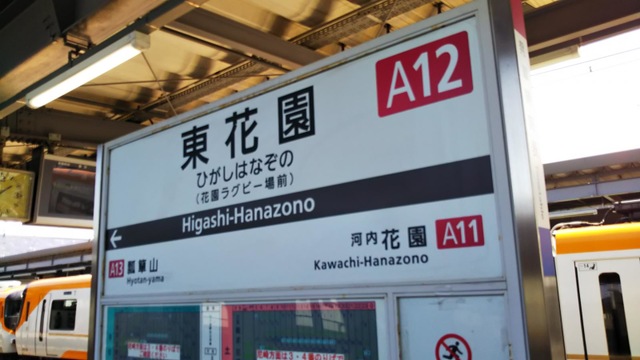 A12
東花園
ひがしはなぞの
(花園ラグビー場前)
Higashi-Hanazono
A13 瓢簞山
Hyotan-yama
河内花園 A11
Kawachi-Hanazono